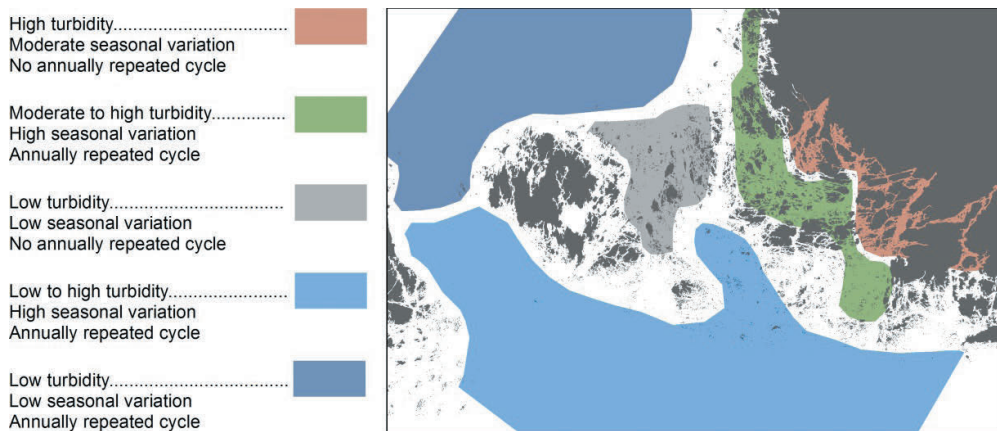 High turbidity...................................
Moderate seasonal variation
No annually repeated cycle
Moderate to high turbidity...............
High seasonal variation
Annually repeated cycle
Low turbidity....................................
Low seasonal variation
No annually repeated cycle
Low to high turbidity........................
High seasonal variation
Annually repeated cycle
Low turbidity....................................
Low seasonal variation
Annually repeated cycle